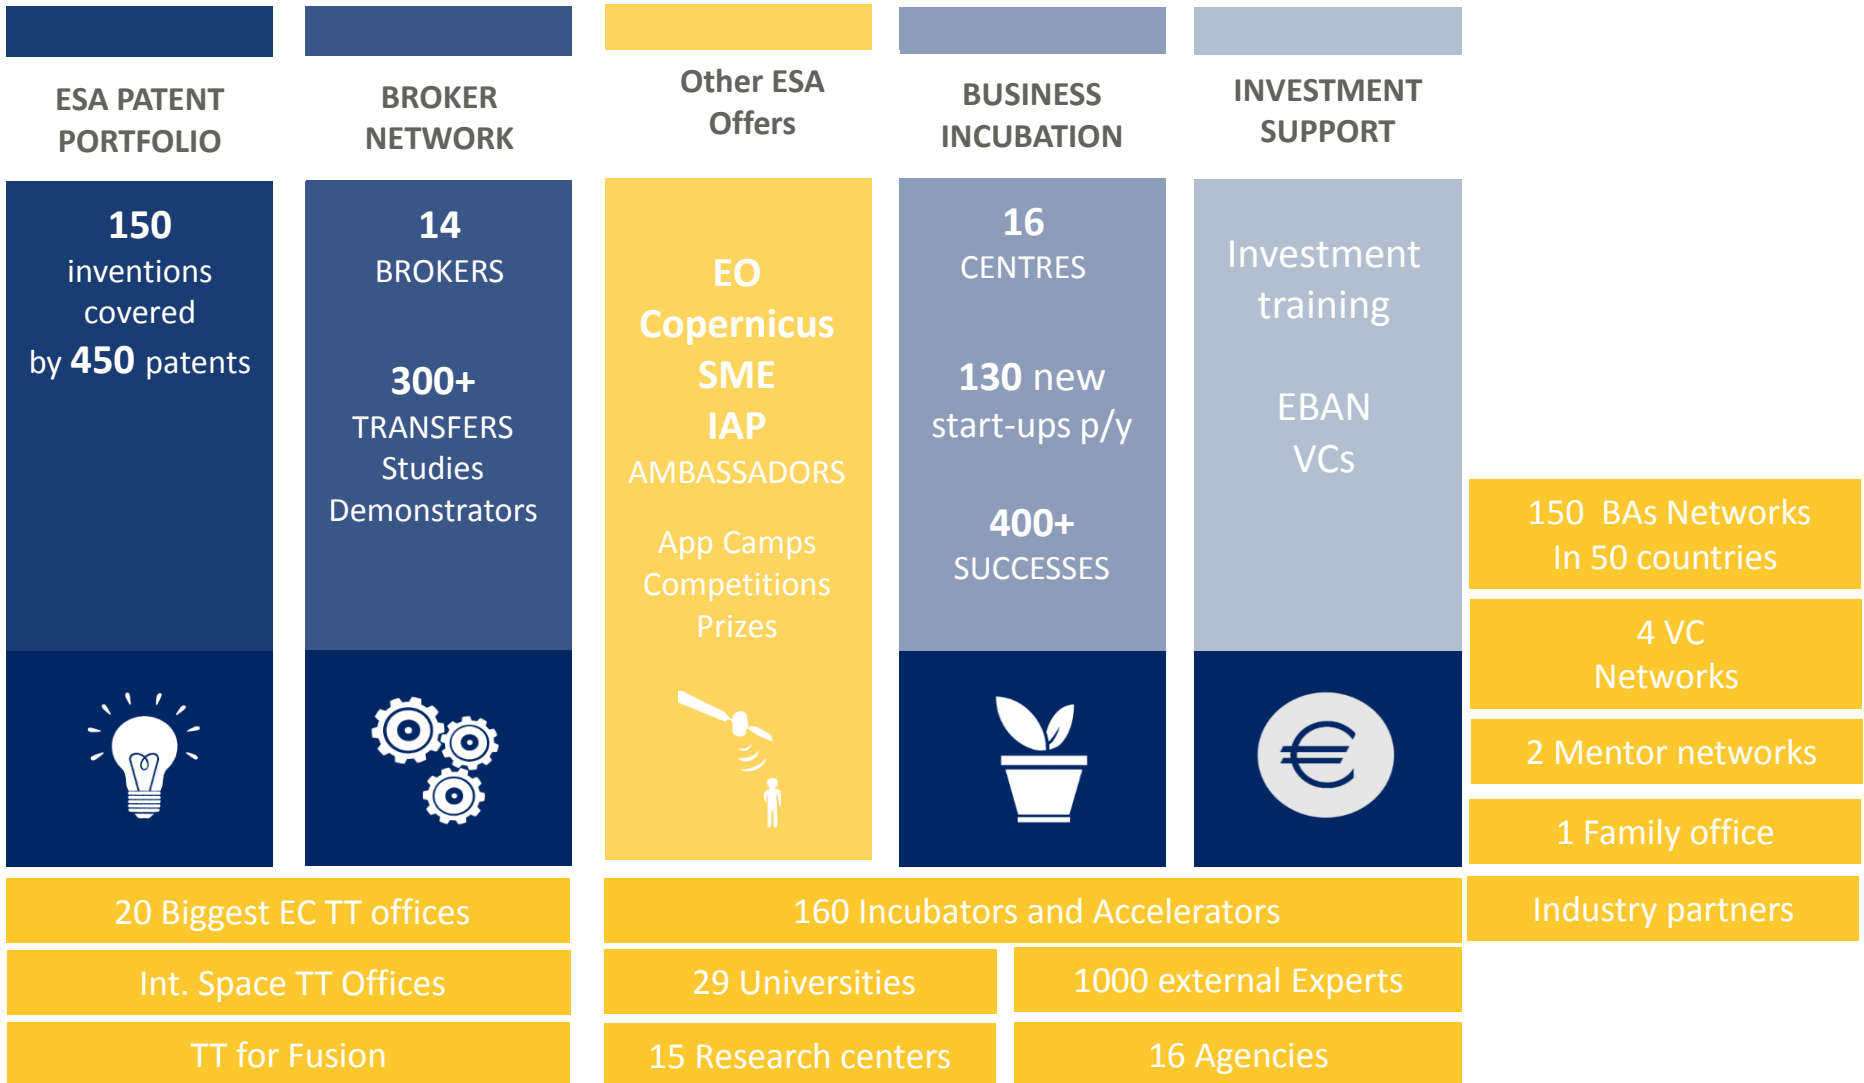 ESA PATENT
PORTFOLIO
150
inventions
covered
by 450 patents
BROKER
NETWORK
14
BROKERS
300+
TRANSFERS
Studies
Demonstrators
Other ESA
Offers
EO
Copernicus
SME
IAP
AMBASSADORS
App Camps
Competitions
Prizes
BUSINESS
INCUBATION
16
CENTRES
130 new
start-ups p/y
400+
SUCCESSES
INVESTMENT
SUPPORT
Investment
training
EBAN
VCs
€
150 BAs Networks
In 50 countries
4 VC
Networks
2 Mentor networks
1 Family office
Industry partners
20 Biggest EC TT offices
Int. Space TT Offices
TT for Fusion
160 Incubators and Accelerators
29 Universities
1000 external Experts
15 Research centers
16 Agencies